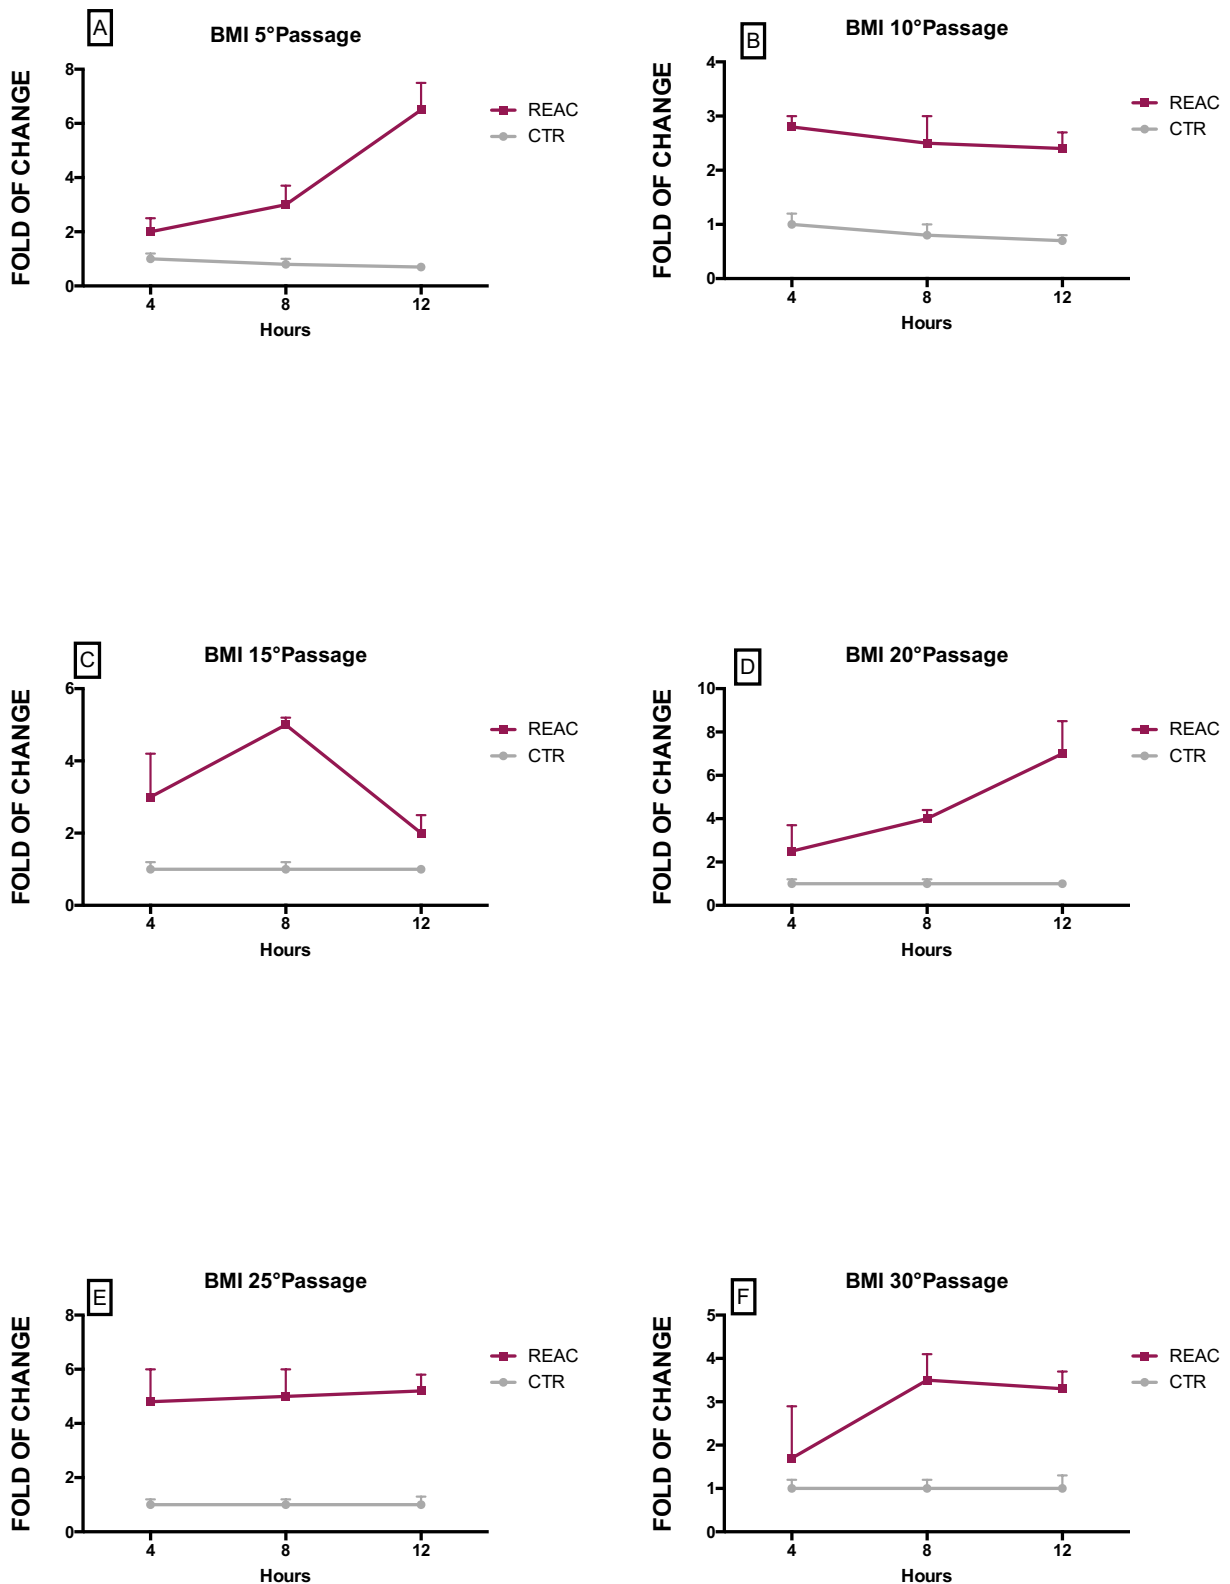 A
BMI 5°Passage
FOLD OF CHANGE
8
6
4
2
0
4 8 12
Hours
REAC
CTR
B
BMI 10°Passage
FOLD OF CHANGE
4
3
2
1
0
4 8 12
Hours
REAC
CTR
C
BMI 15°Passage
FOLD OF CHANGE
6
4
2
0
4 8 12
Hours
REAC
CTR
D
BMI 20°Passage
FOLD OF CHANGE
10
8
6
4
2
0
4 8 12
Hours
REAC
CTR
E
BMI 25°Passage
FOLD OF CHANGE
8
6
4
2
0
4 8 12
Hours
REAC
CTR
F
BMI 30°Passage
FOLD OF CHANGE
5
4
3
2
1
0
4 8 12
Hours
REAC
CTR